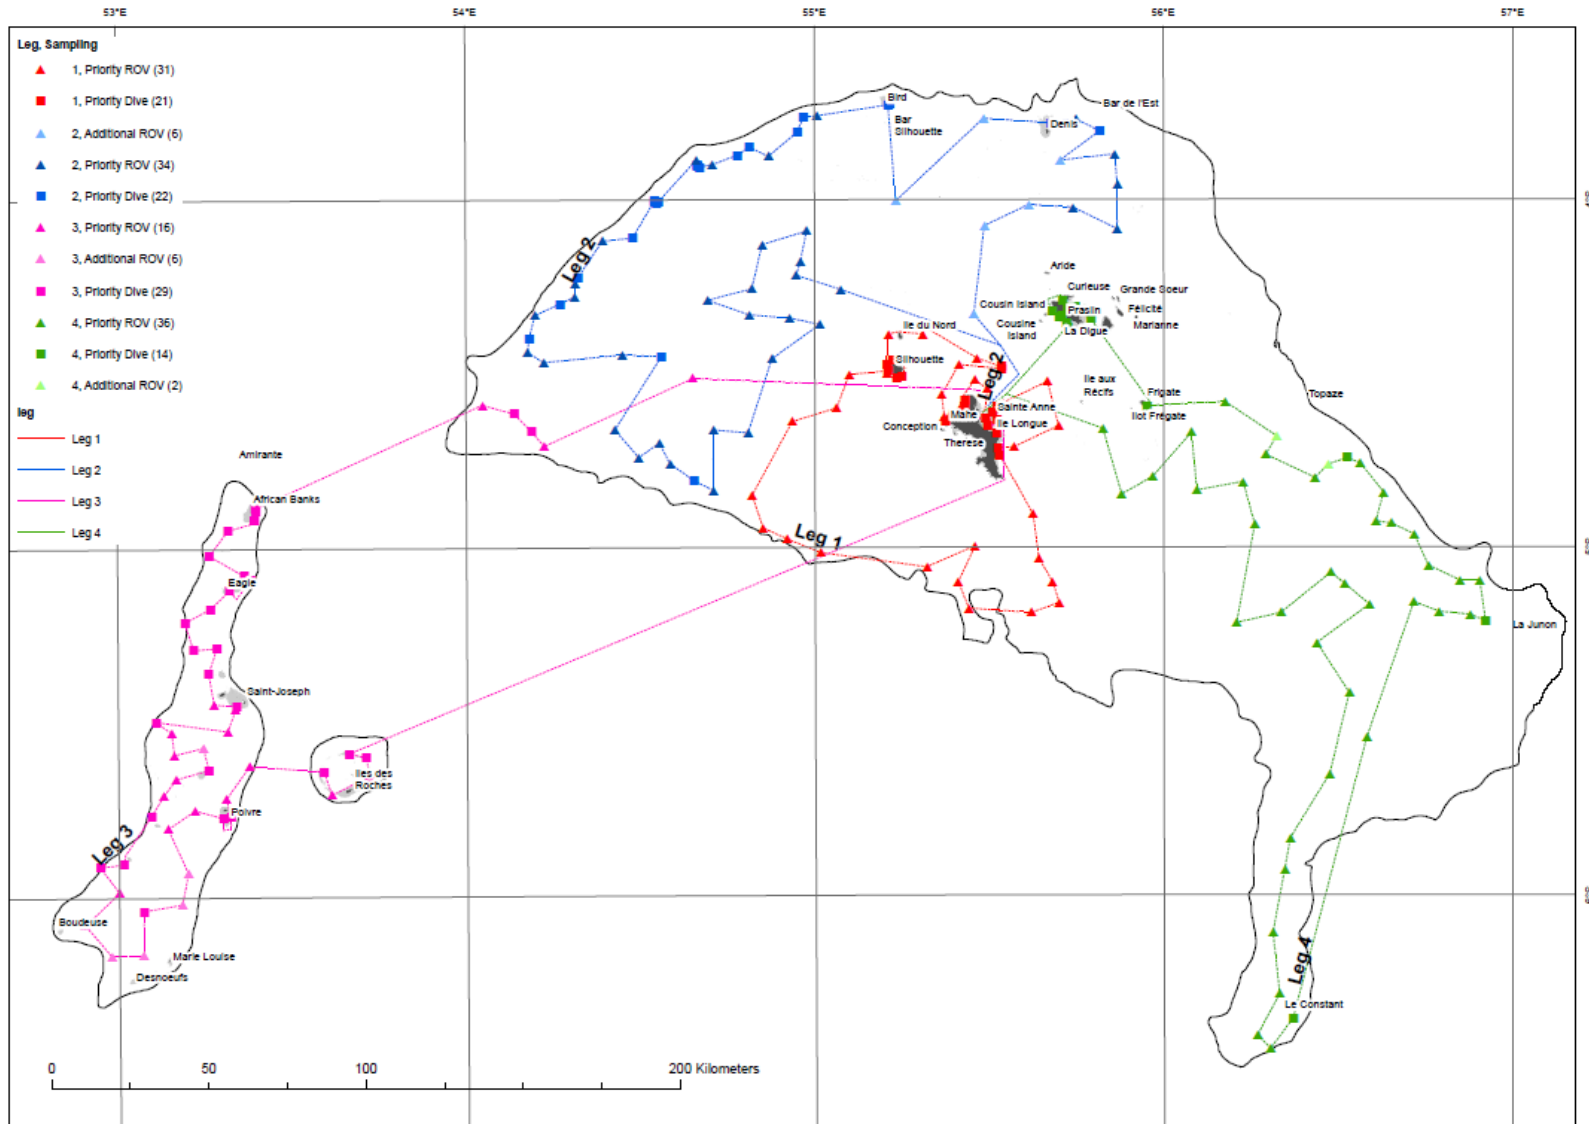 53°E
54°E
55°E
56°E
57°E
Leg, Sampling
1, Priority ROV (31)
1, Priority Dive (21)
2, Additional ROV (6)
2, Priority ROV (34)
2, Priority Dive (22)
3, Priority ROV (16)
3, Additional ROV (6)
3, Priority Dive (29)
4, Priority ROV (36)
4, Priority Dive (14)
4, Additional ROV (2)
leg
Leg 1
Leg 2
Leg 3
Leg 4
Bird
Bar
Silhouette
Denis
Bar de l'Est
Leg 2
Aride
Curieuse
Grande Soeur
Cousin Island
Praslin
Félicité
Cousine
Island
La Digue
Marianne
Ile du Nord
Silhouette
Leg 2
Ile aux
Récifs
Frigate
Ilot Frégate
Topaze
Sainte Anne
Mahé
Conception
Ile Longue
Therese
Amirante
African Banks
Leg 1
Eagle
La Junon
Saint-Joseph
Iles des
Roches
Poivre
Leg 3
Boudeuse
Marie Louise
Desnoeufs
Leg 4
Le Constant
0
50
100
200 Kilometers